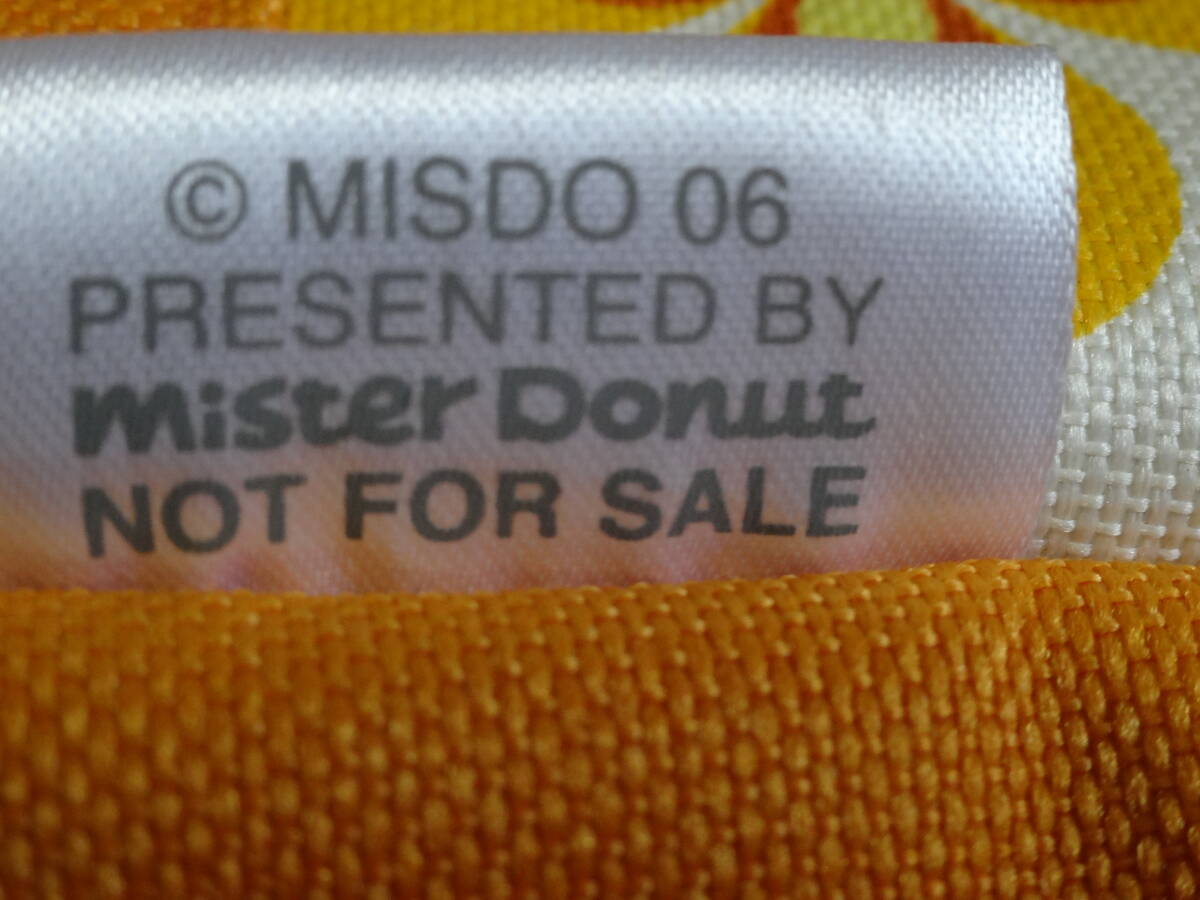 © MISDO 06
PRESENTED BY
mister Donut
NOT FOR SALE